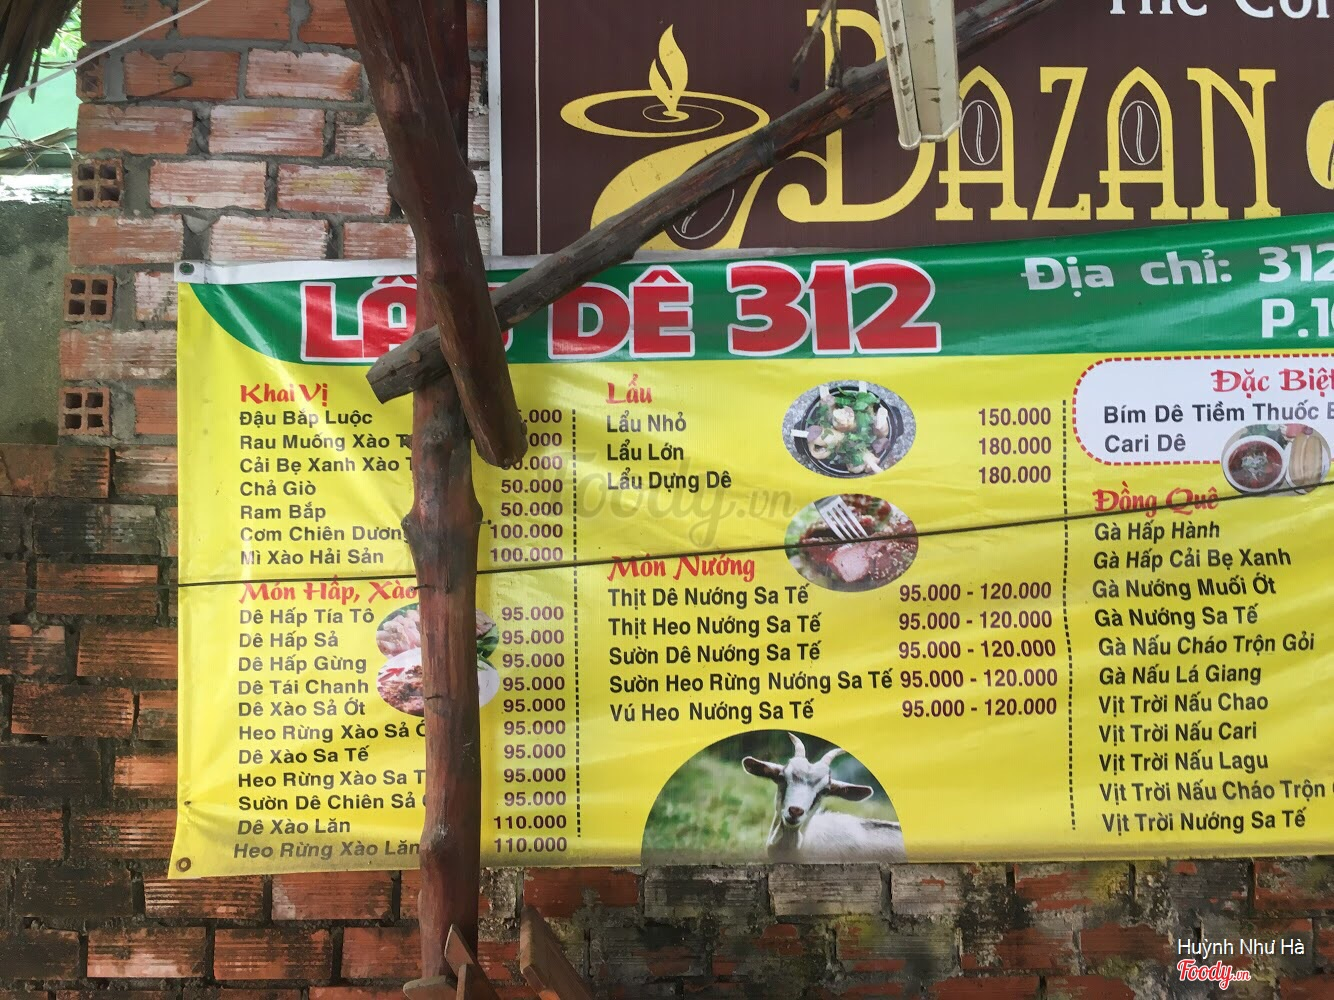 The
BAZAN
LẨU DÊ 312
Địa chỉ: 312
Khai Vị
Đậu Bắp Luộc
Rau Muống Xào
Cải Bẹ Xanh Xào
Chả Giò 50.000
Ram Bắp 50.000
Cơm Chiên Dương 100.000
Mì Xào Hải Sản 100.000
Món Hấp, Xào
Dê Hấp Tía Tô 95.000
Dê Hấp Sả 95.000
Dê Hấp Gừng 95.000
Dê Tái Chanh 95.000
Dê Xào Sả Ớt 95.000
Heo Rừng Xào Sả 95.000
Dê Xào Sa Tế 95.000
Heo Rừng Xào Sa 95.000
Sườn Dê Chiên Sả 95.000
Dê Xào Lăn 110.000
Heo Rừng Xào Lăn 110.000
Lẩu
Lẩu Nhỏ 150.000
Lẩu Lớn 180.000
Lẩu Dựng Dê 180.000
Món Nướng
Thịt Dê Nướng Sa Tế 95.000 - 120.000
Thịt Heo Nướng Sa Tế 95.000 - 120.000
Sườn Dê Nướng Sa Tế 95.000 - 120.000
Sườn Heo Rừng Nướng Sa Tế 95.000 - 120.000
Vú Heo Nướng Sa Tế 95.000 - 120.000
Đặc Biệt
Bím Dê Tiềm Thuốc
Cari Dê
Đồng Quê
Gà Hấp Hành
Gà Hấp Cải Bẹ Xanh
Gà Nướng Muối Ớt
Gà Nướng Sa Tế
Gà Nấu Cháo Trộn Gỏi
Gà Nấu Lá Giang
Vịt Trời Nấu Chao
Vịt Trời Nấu Cari
Vịt Trời Nấu Lagu
Vịt Trời Nấu Cháo Trộn
Vịt Trời Nướng Sa Tế
Foody.vn
Huỳnh Như Hà
Foody.vn